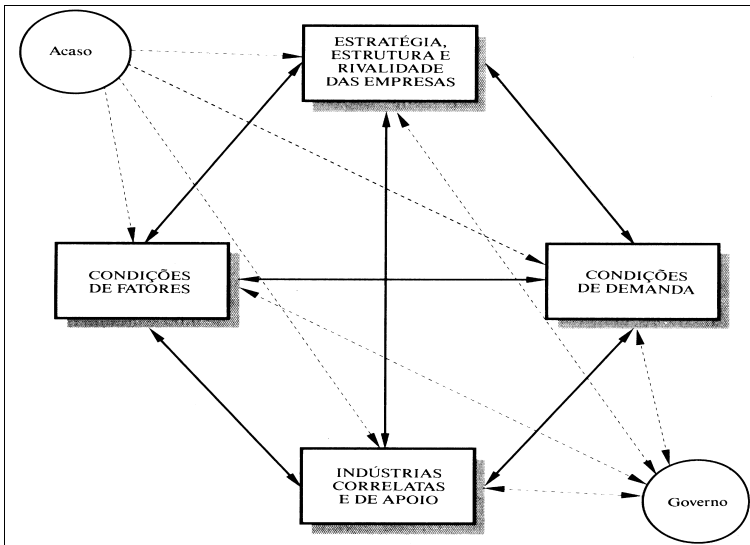 Acaso
ESTRATÉGIA,
ESTRUTURA E
RIVALIDADE
DAS EMPRESAS
CONDIÇÕES
DE FATORES
CONDIÇÕES
DE DEMANDA
INDÚSTRIAS
CORRELATAS
E DE APOIO
Governo